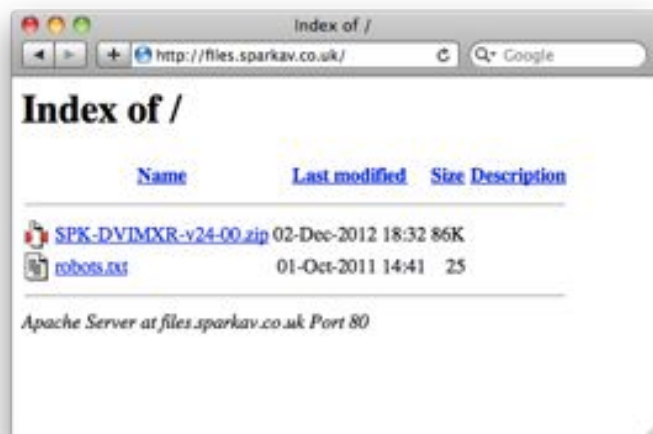 Index of /
http://files.sparkav.co.uk/
Google
Index of /
Name Last modified Size Description
SPK-DVIMXR-v24-00.zip 02-Dec-2012 18:32 86K
robots.txt 01-Oct-2011 14:41 25
Apache Server at files.sparkav.co.uk Port 80